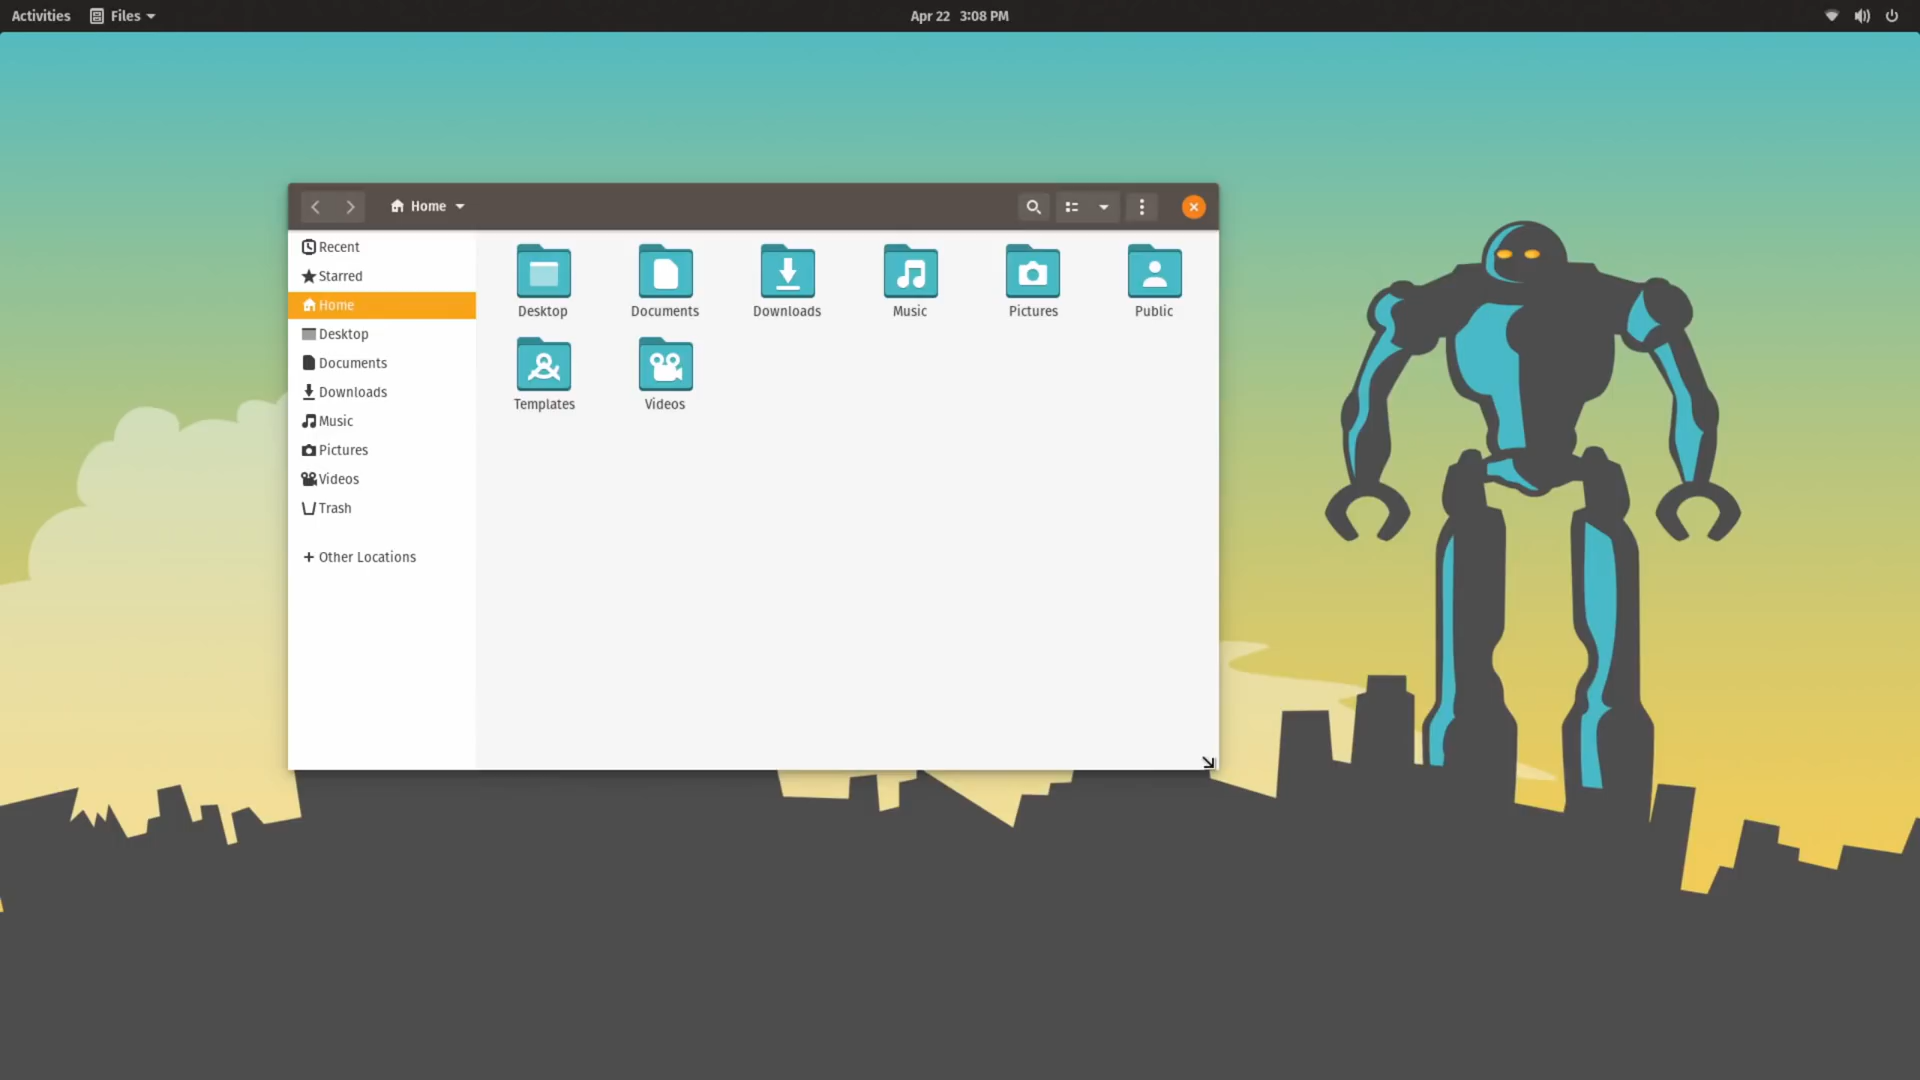 Activities Files Apr 22 3:08 PM
Home
Recent
Starred
Home
Desktop
Documents
Downloads
Music
Pictures
Videos
Trash
Other Locations
Desktop Documents Downloads Music Pictures Public
Templates Videos